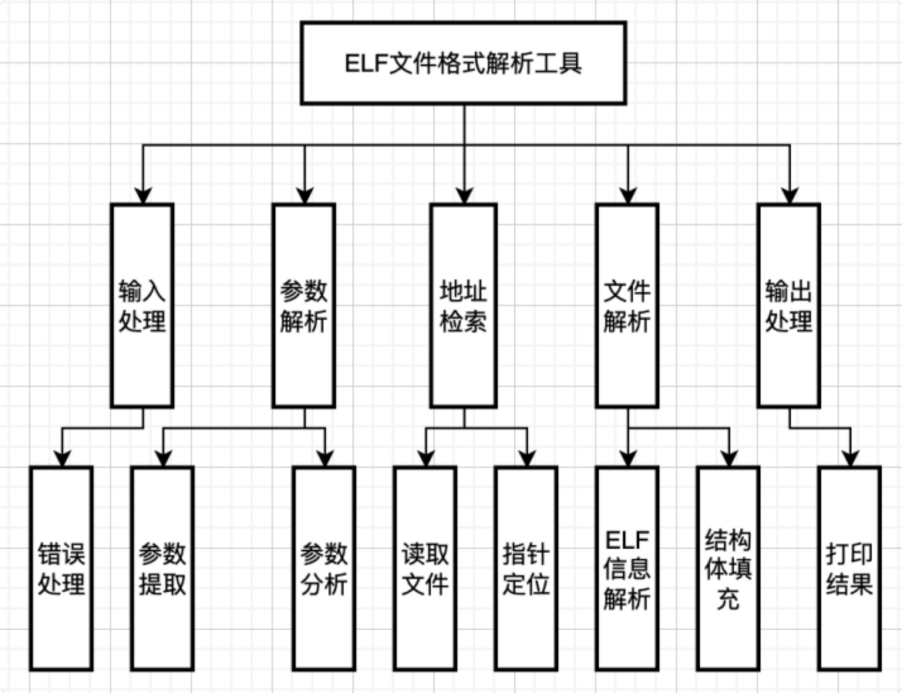 ELF文件格式解析工具
输入
处理
参数
解析
地址
检索
文件
解析
输出
处理
错误
处理
参数
提取
参数
分析
读取
文件
指针
定位
ELF
信息
解析
结构
体填
充
打印
结果